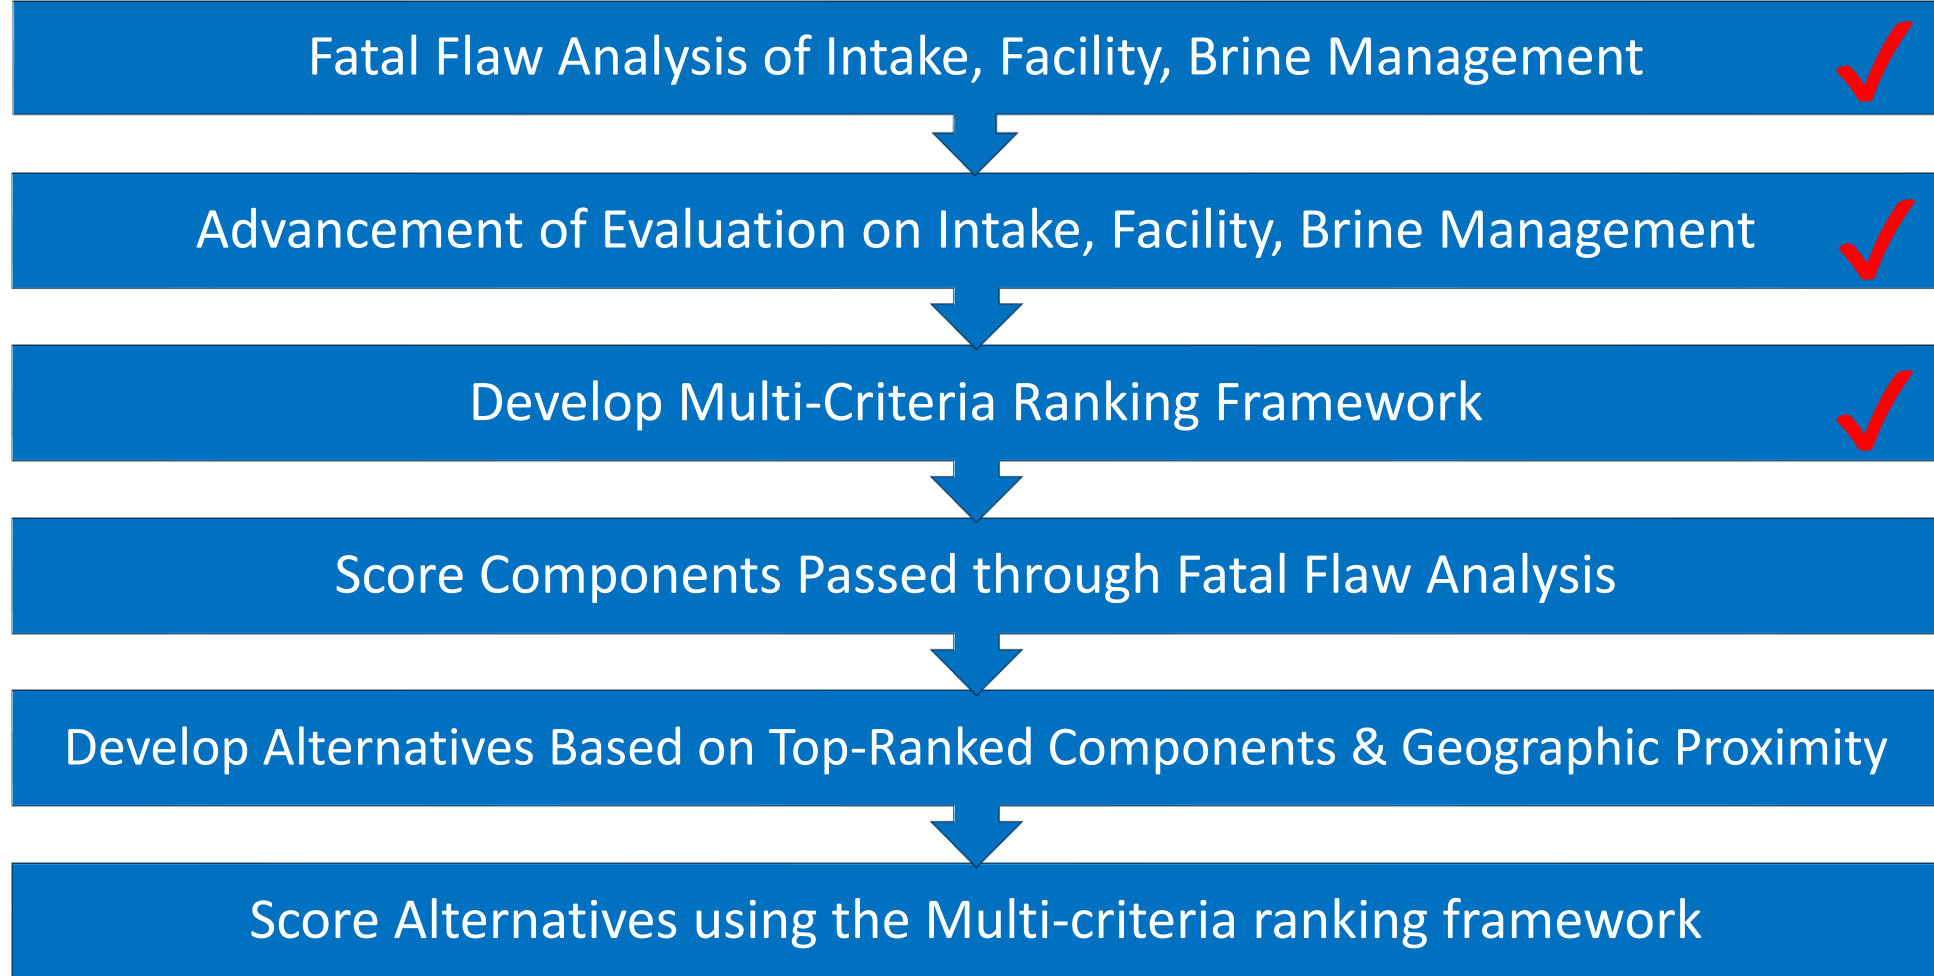 Fatal Flaw Analysis of Intake, Facility, Brine Management
Advancement of Evaluation on Intake, Facility, Brine Management
Develop Multi-Criteria Ranking Framework
Score Components Passed through Fatal Flaw Analysis
Develop Alternatives Based on Top-Ranked Components & Geographic Proximity
Score Alternatives using the Multi-criteria ranking framework